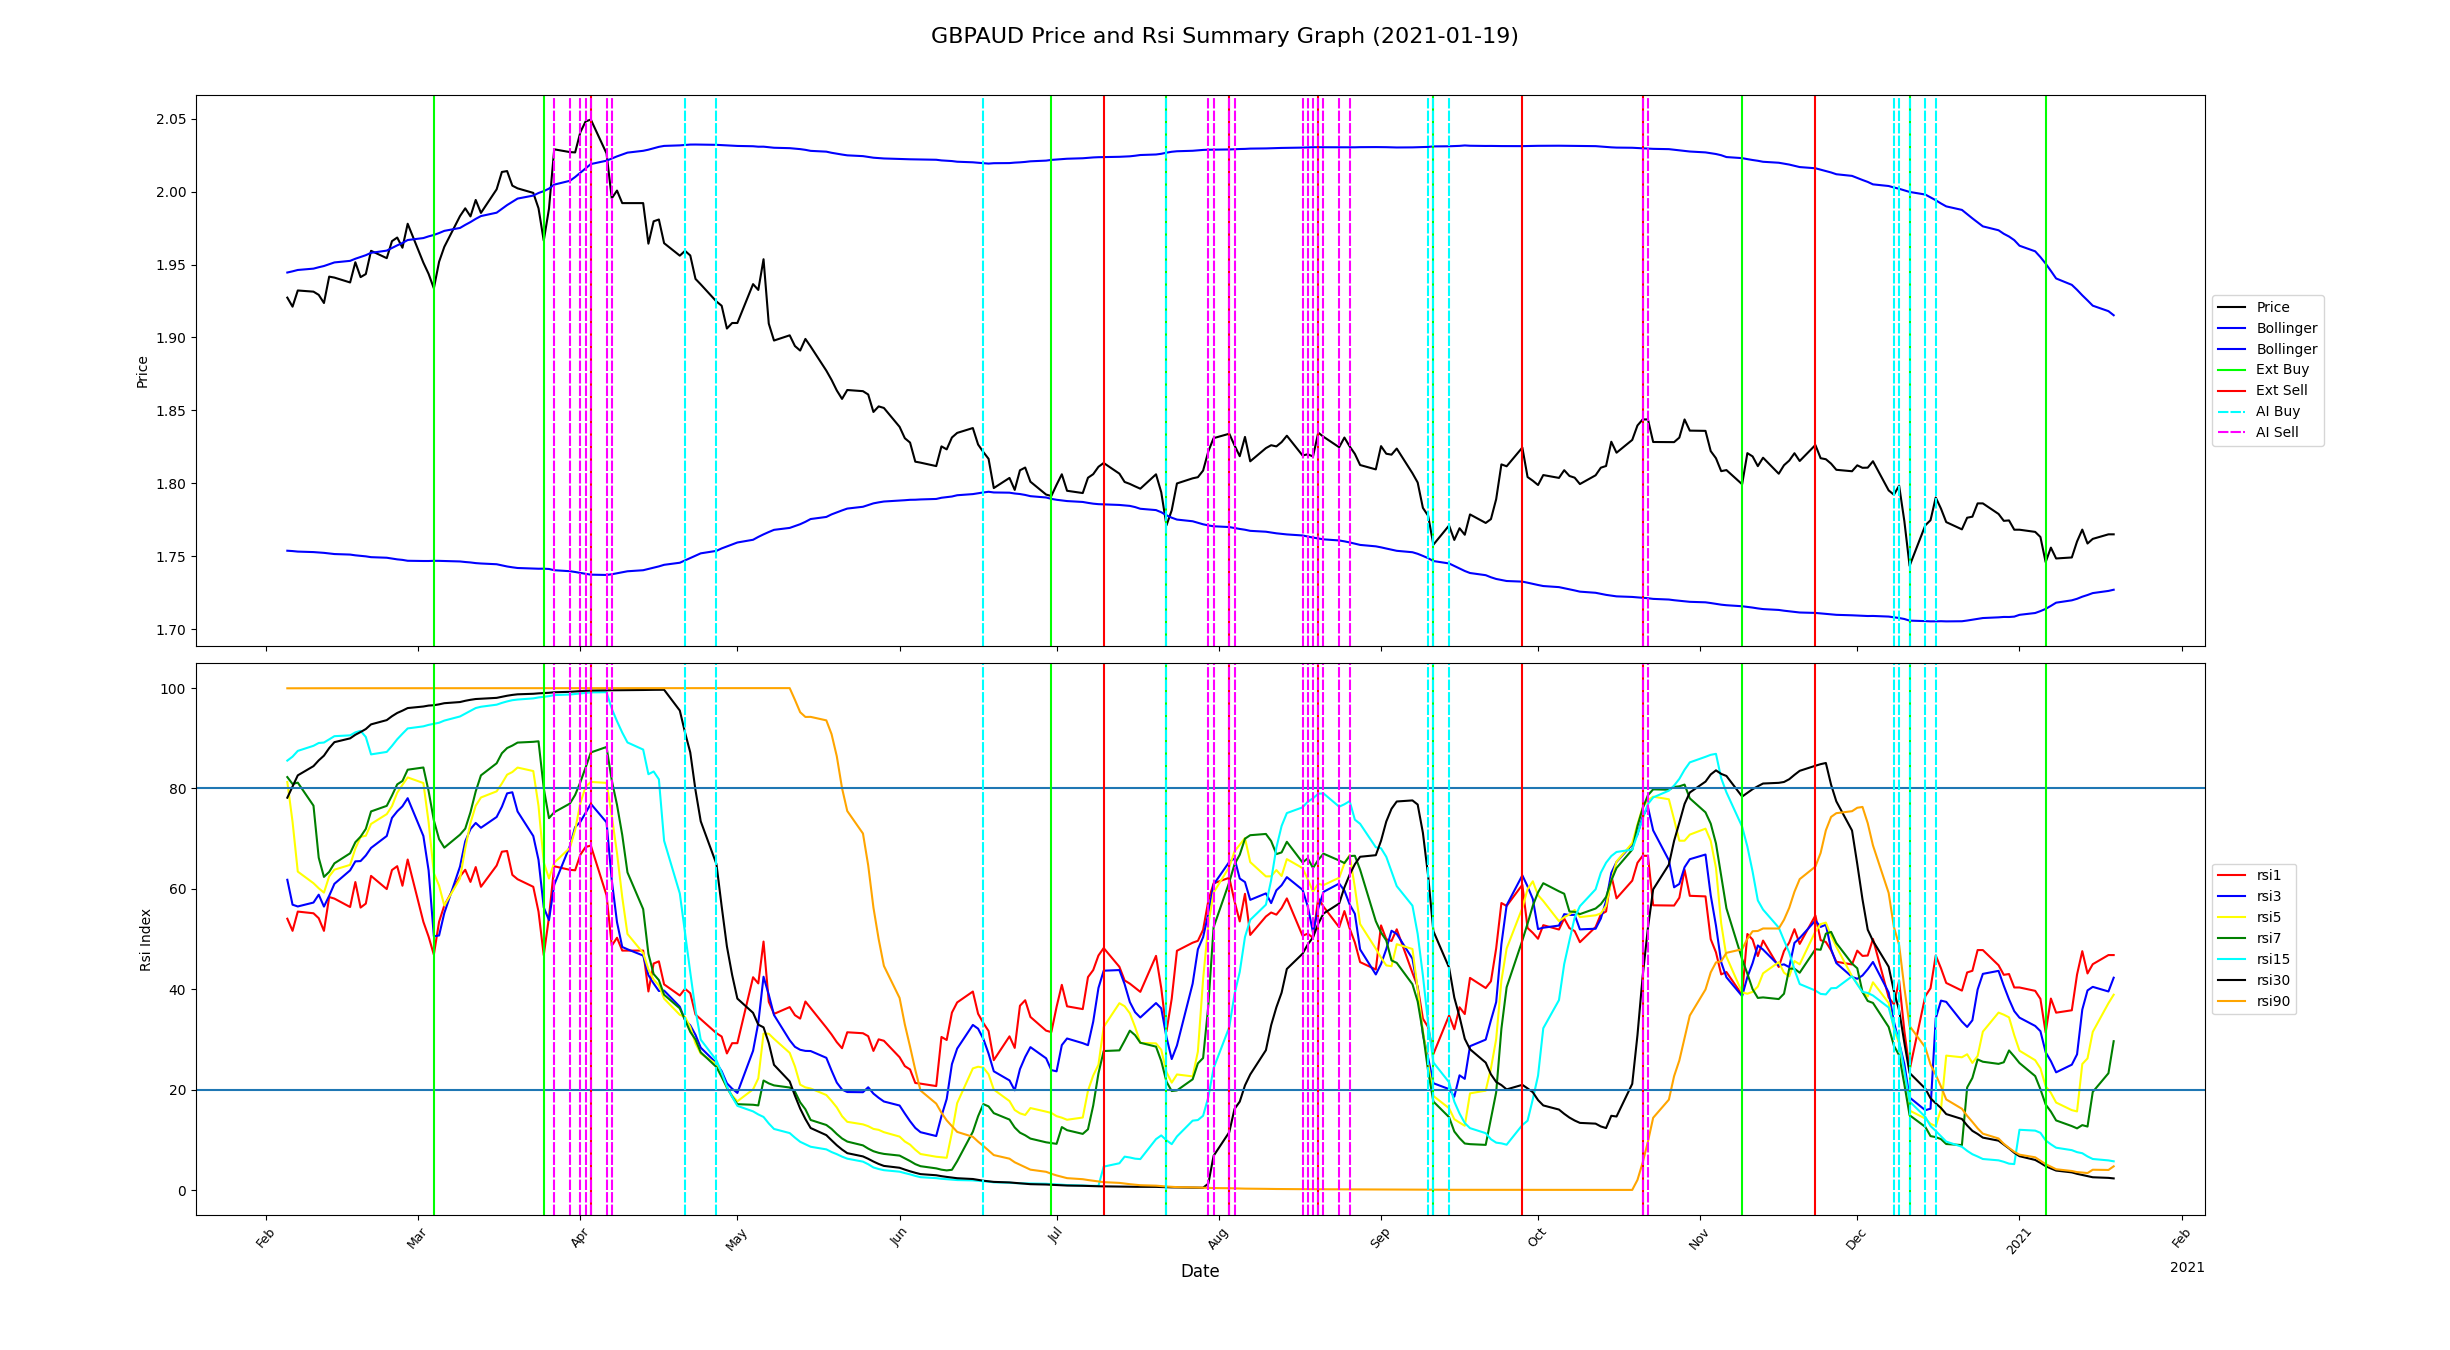 GBPAUD Price and Rsi Summary Graph (2021-01-19)
2.05
2.00
1.95
1.90
1.85
1.80
1.75
1.70
Price
Price
Bollinger
Bollinger
Ext Buy
Ext Sell
AI Buy
AI Sell
100
80
60
40
20
0
Rsi Index
rsi1
rsi3
rsi5
rsi7
rsi15
rsi30
rsi90
Feb
Mar
Apr
May
Jun
Jul
Aug
Sep
Oct
Nov
Dec
2021
Feb
Date
2021